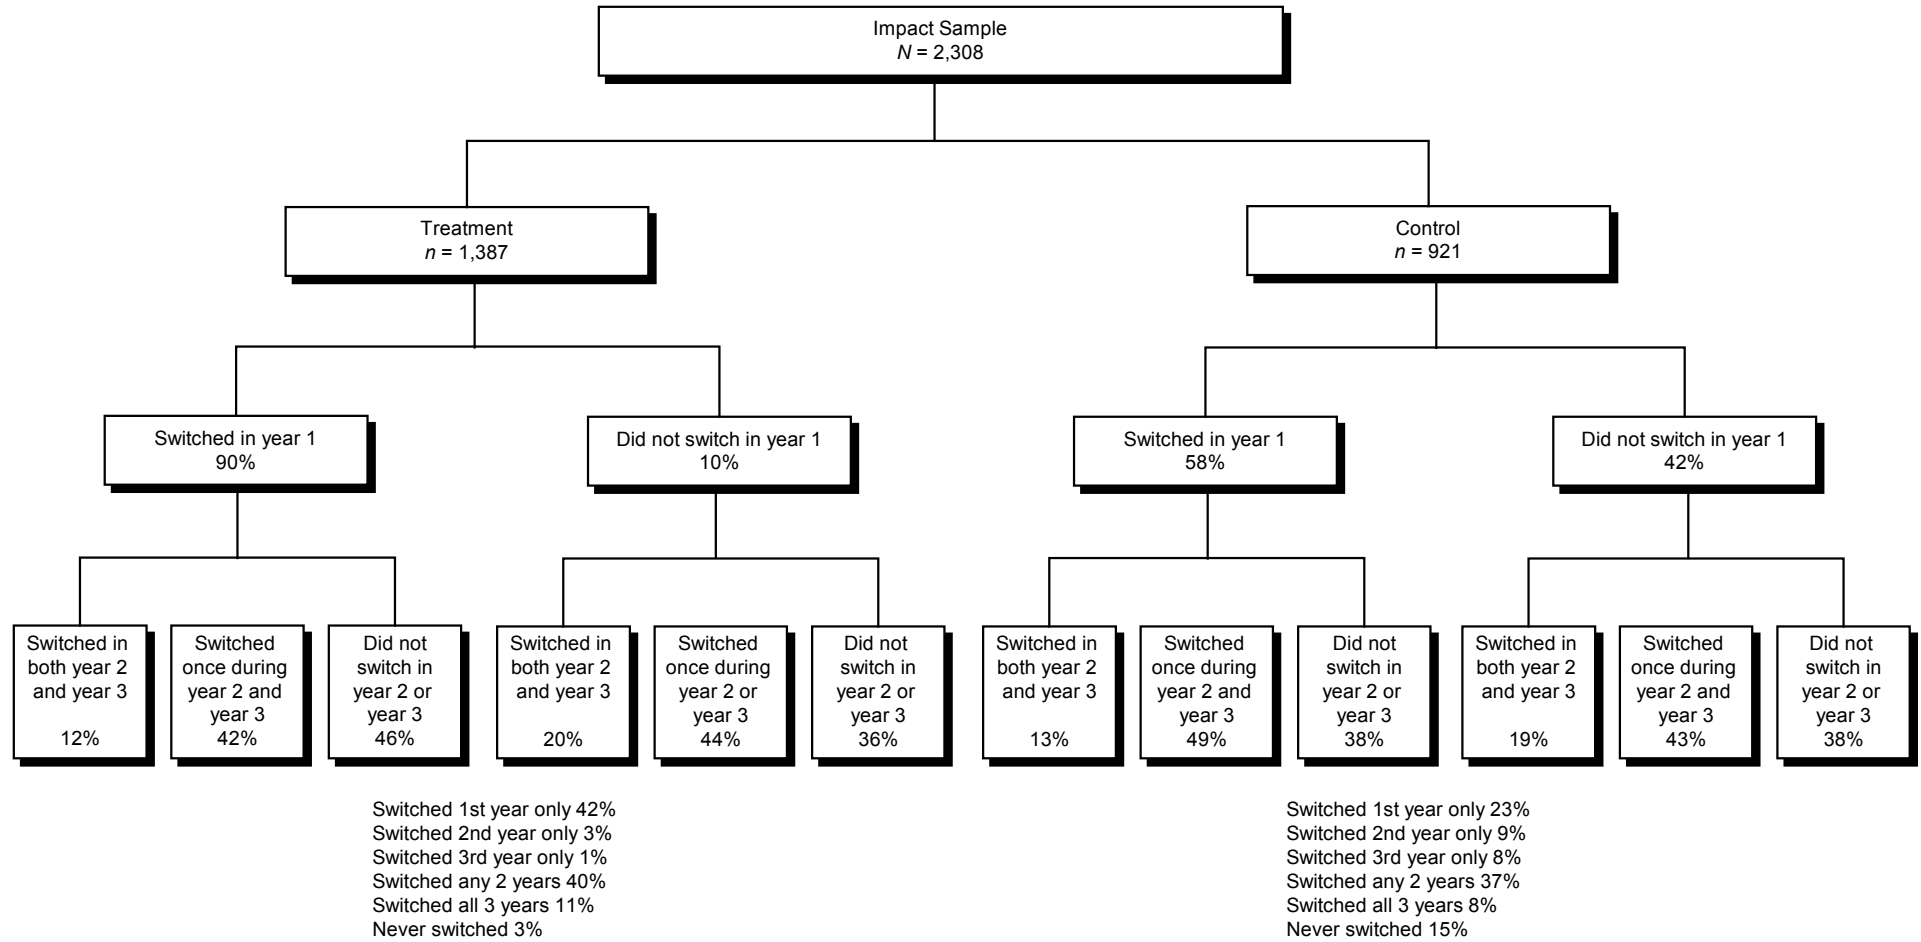 Impact Sample
N = 2,308
Treatment
n = 1,387
Control
n = 921
Switched in year 1
90%
Did not switch in year 1
10%
Switched in year 1
58%
Did not switch in year 1
42%
Switched in
both year 2
and year 3
12%
Switched
once during
year 2 and
year 3
42%
Did not
switch in
year 2 or
year 3
46%
Switched in
both year 2
and year 3
20%
Switched
once during
year 2 or
year 3
44%
Did not
switch in
year 2 or
year 3
36%
Switched in
both year 2
and year 3
13%
Switched
once during
year 2 and
year 3
49%
Did not
switch in
year 2 or
year 3
38%
Switched in
both year 2
and year 3
19%
Switched
once during
year 2 and
year 3
43%
Did not
switch in
year 2 or
year 3
38%
Switched 1st year only 42%
Switched 2nd year only 3%
Switched 3rd year only 1%
Switched any 2 years 40%
Switched all 3 years 11%
Never switched 3%
Switched 1st year only 23%
Switched 2nd year only 9%
Switched 3rd year only 8%
Switched any 2 years 37%
Switched all 3 years 8%
Never switched 15%